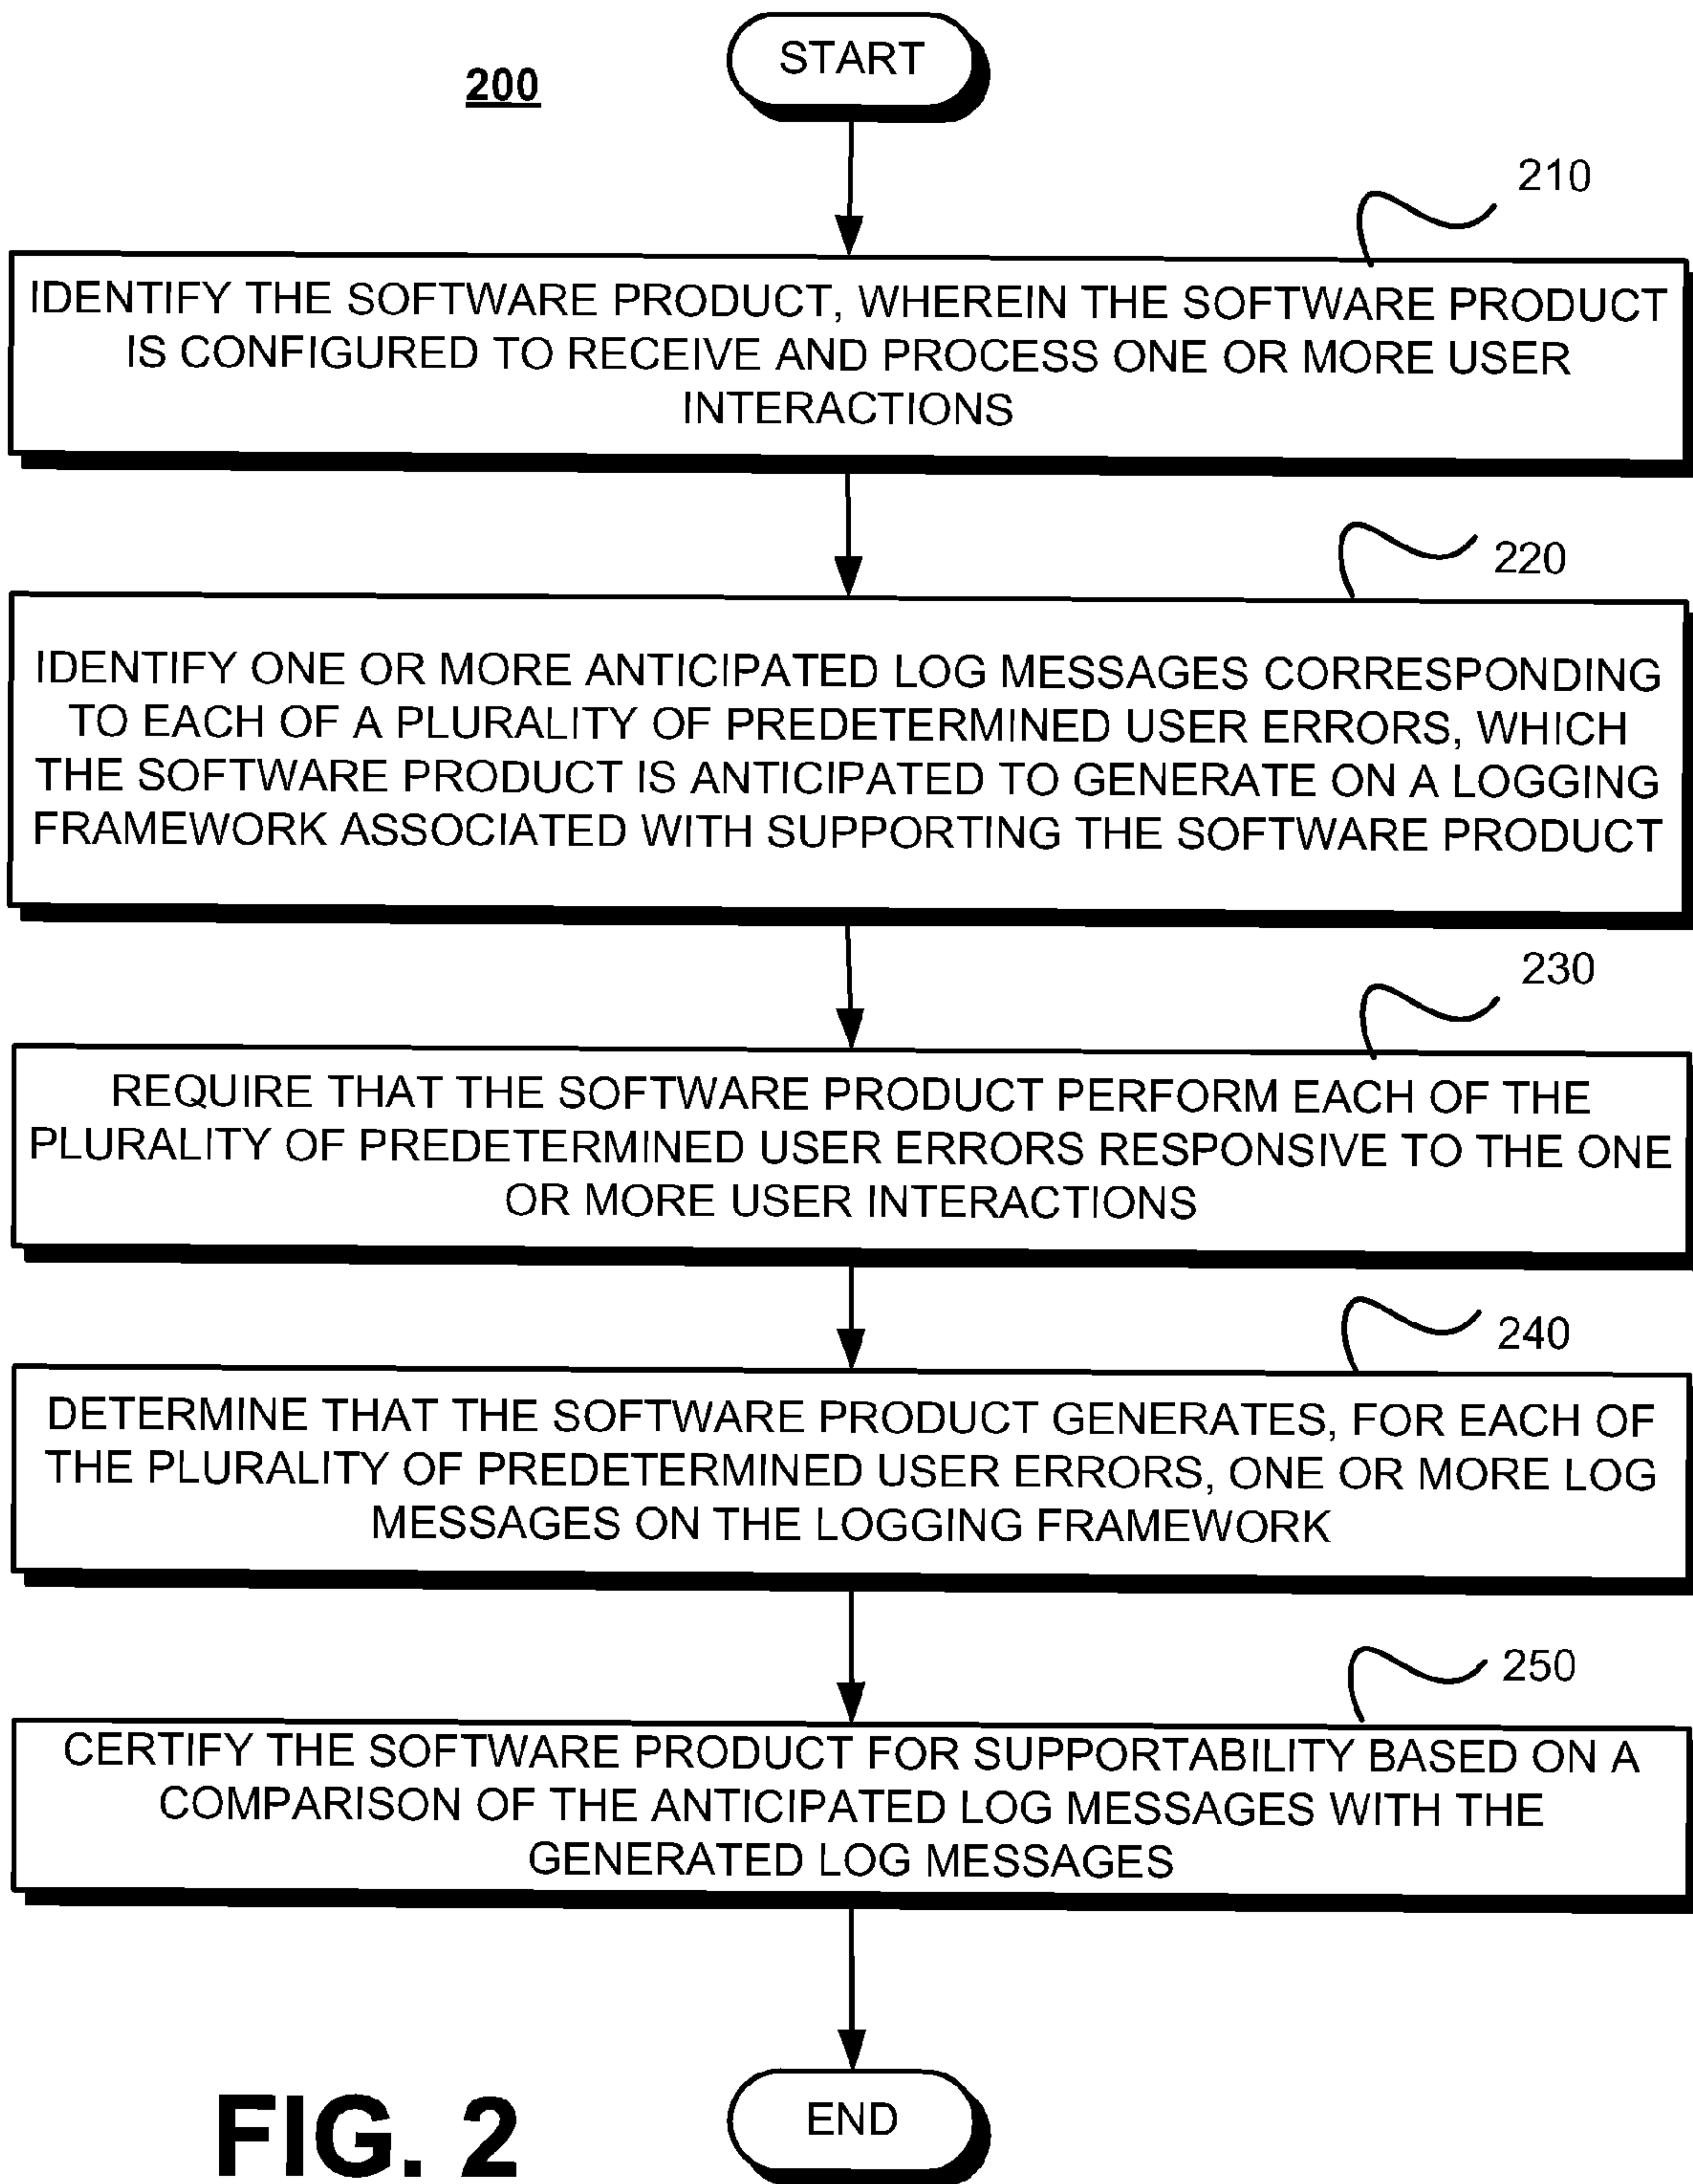 START
200
210
IDENTIFY THE SOFTWARE PRODUCT, WHEREIN THE SOFTWARE PRODUCT
IS CONFIGURED TO RECEIVE AND PROCESS ONE OR MORE USER
INTERACTIONS
220
IDENTIFY ONE OR MORE ANTICIPATED LOG MESSAGES CORRESPONDING
TO EACH OF A PLURALITY OF PREDETERMINED USER ERRORS, WHICH
THE SOFTWARE PRODUCT IS ANTICIPATED TO GENERATE ON A LOGGING
FRAMEWORK ASSOCIATED WITH SUPPORTING THE SOFTWARE PRODUCT
230
REQUIRE THAT THE SOFTWARE PRODUCT PERFORM EACH OF THE
PLURALITY OF PREDETERMINED USER ERRORS RESPONSIVE TO THE ONE
OR MORE USER INTERACTIONS
240
DETERMINE THAT THE SOFTWARE PRODUCT GENERATES, FOR EACH OF
THE PLURALITY OF PREDETERMINED USER ERRORS, ONE OR MORE LOG
MESSAGES ON THE LOGGING FRAMEWORK
250
CERTIFY THE SOFTWARE PRODUCT FOR SUPPORTABILITY BASED ON A
COMPARISON OF THE ANTICIPATED LOG MESSAGES WITH THE
GENERATED LOG MESSAGES
END
FIG. 2